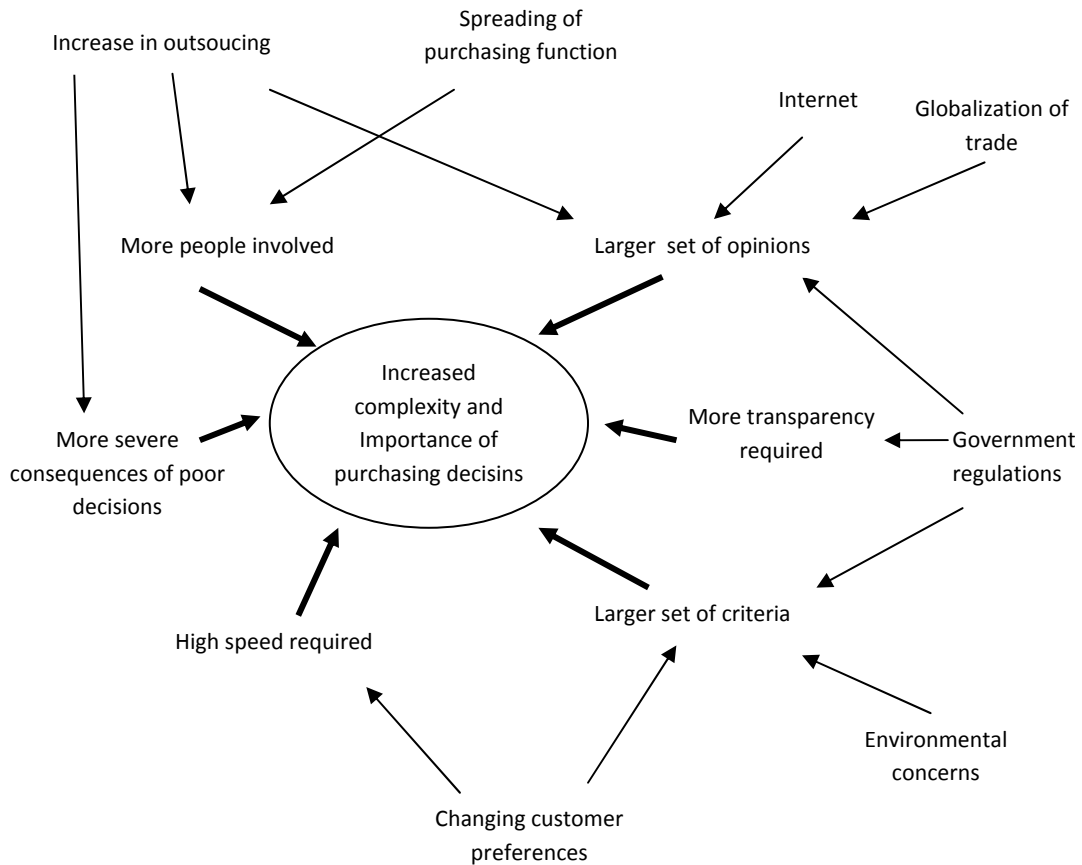 Increase in outsoucing
Spreading of
purchasing function
Internet
Globalization of
trade
More people involved
Larger set of opinions
Increased
complexity and
Importance of
purchasing decisins
More severe
consequences of poor
decisions
More transparency
required
Government
regulations
High speed required
Larger set of criteria
Environmental
concerns
Changing customer
preferences